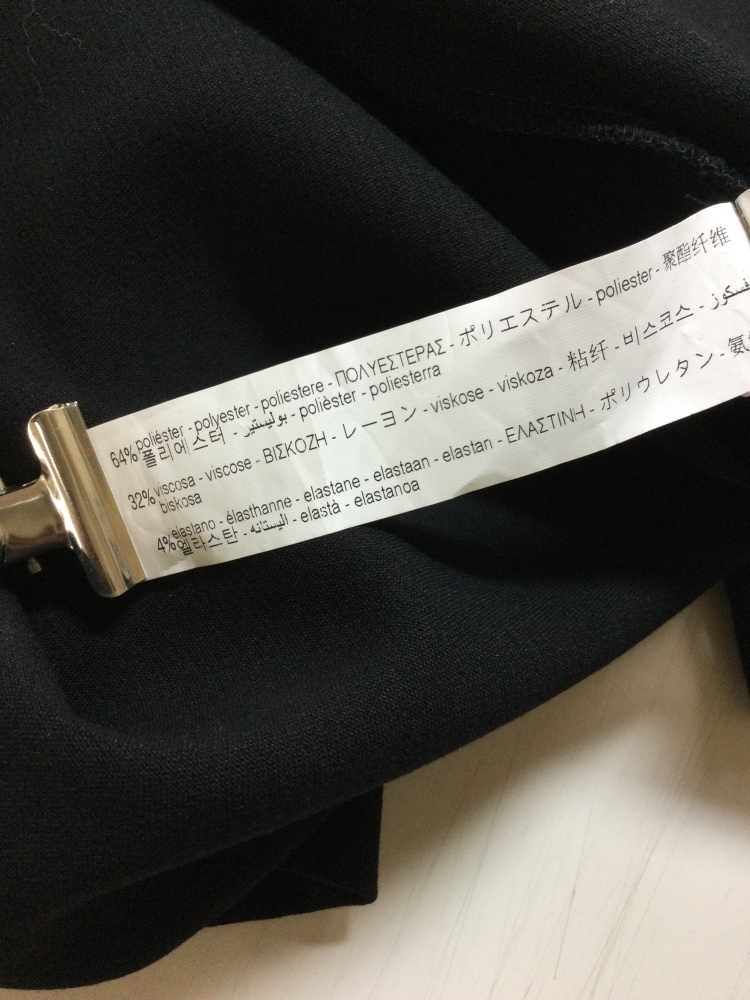 64% poliéster - polyester - poliestere - ΠΟΛΥΕΣΤΕΡΑΣ - ポリエステル - poliester - 聚酯纤维
폴리에스터 - بوليستير - polièster - poliesterra
32% viscosa - viscose - ΒΙΣΚΟΖΗ - レーヨン - viskose - viskoza - 粘纤 - 비스코스 - فسكوز
biskosa
4% elastano - élasthanne - elastane - elastaan - elastan - ΕΛΑΣΤΙΝΗ - ポリウレタン - 氨
엘라스탄 - اليستانه - elastà - elastanoa